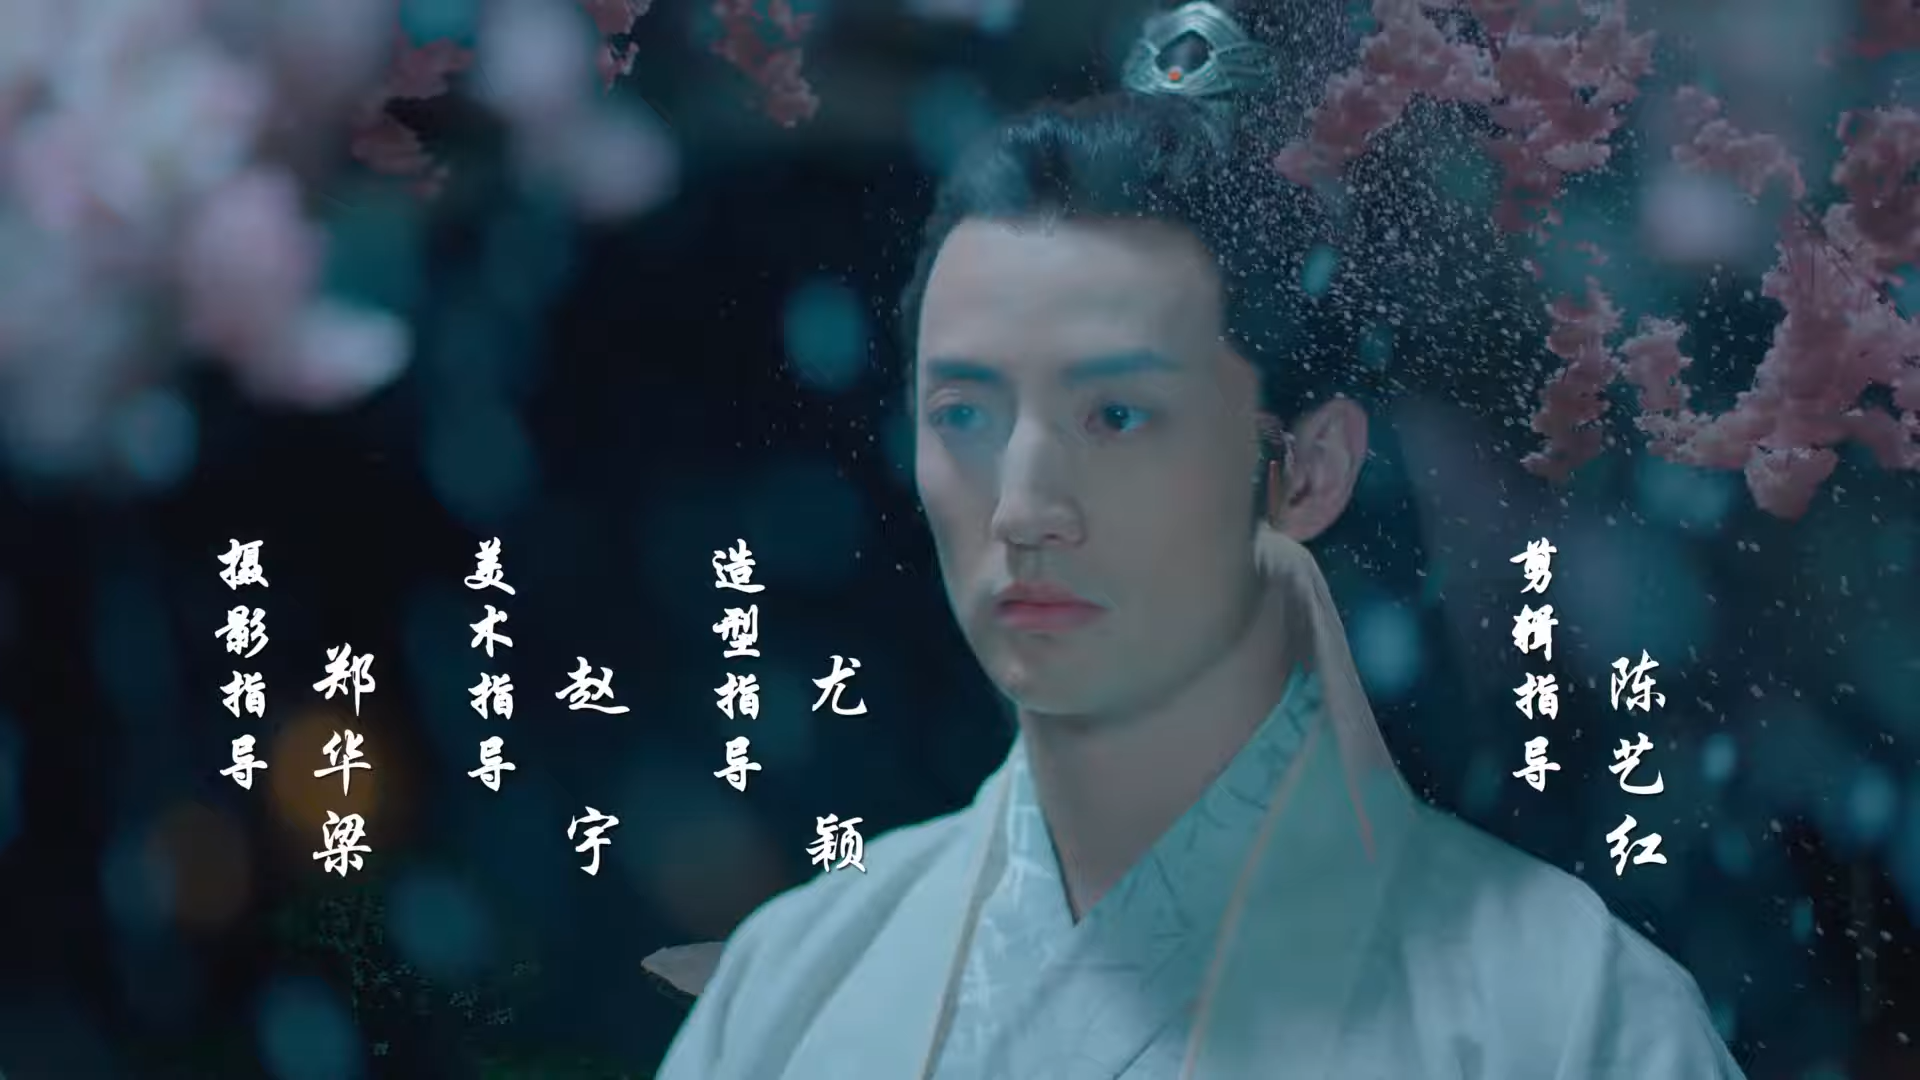 摄影指导
郑华梁
美术指导
赵宇
造型指导
尤颖
剪辑指导
陈艺红